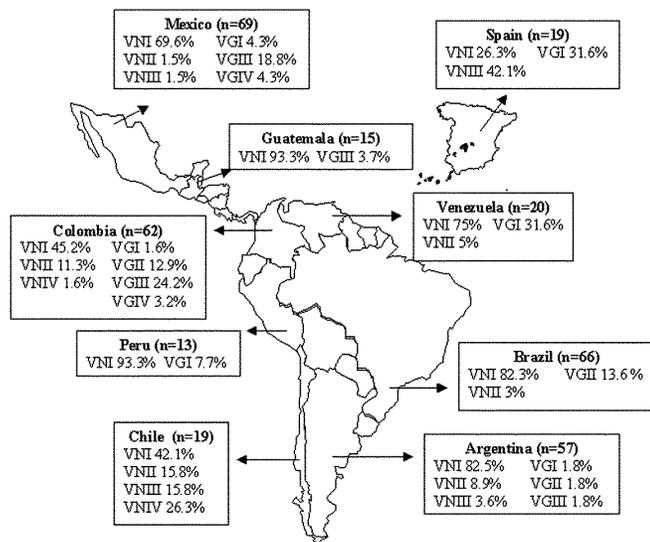 Mexico (n=69)
VNI 69.6% VGI 4.3%
VNII 1.5% VGIII 18.8%
VNIII 1.5% VGIV 4.3%
Spain (n=19)
VNI 26.3% VGI 31.6%
VNIII 42.1%
Guatemala (n=15)
VNI 93.3% VGIII 3.7%
Venezuela (n=20)
VNI 75% VGI 31.6%
VNII 5%
Colombia (n=62)
VNI 45.2% VGI 1.6%
VNII 11.3% VGII 12.9%
VNIV 1.6% VGIII 24.2%
VGIV 3.2%
Peru (n=13)
VNI 93.3% VGI 7.7%
Brazil (n=66)
VNI 82.3% VGII 13.6 %
VNII 3%
Chile (n=19)
VNI 42.1%
VNII 15.8%
VNIII 15.8%
VNIV 26.3%
Argentina (n=57)
VNI 82.5% VGI 1.8%
VNII 8.9% VGII 1.8%
VNIII 3.6% VGIII 1.8%